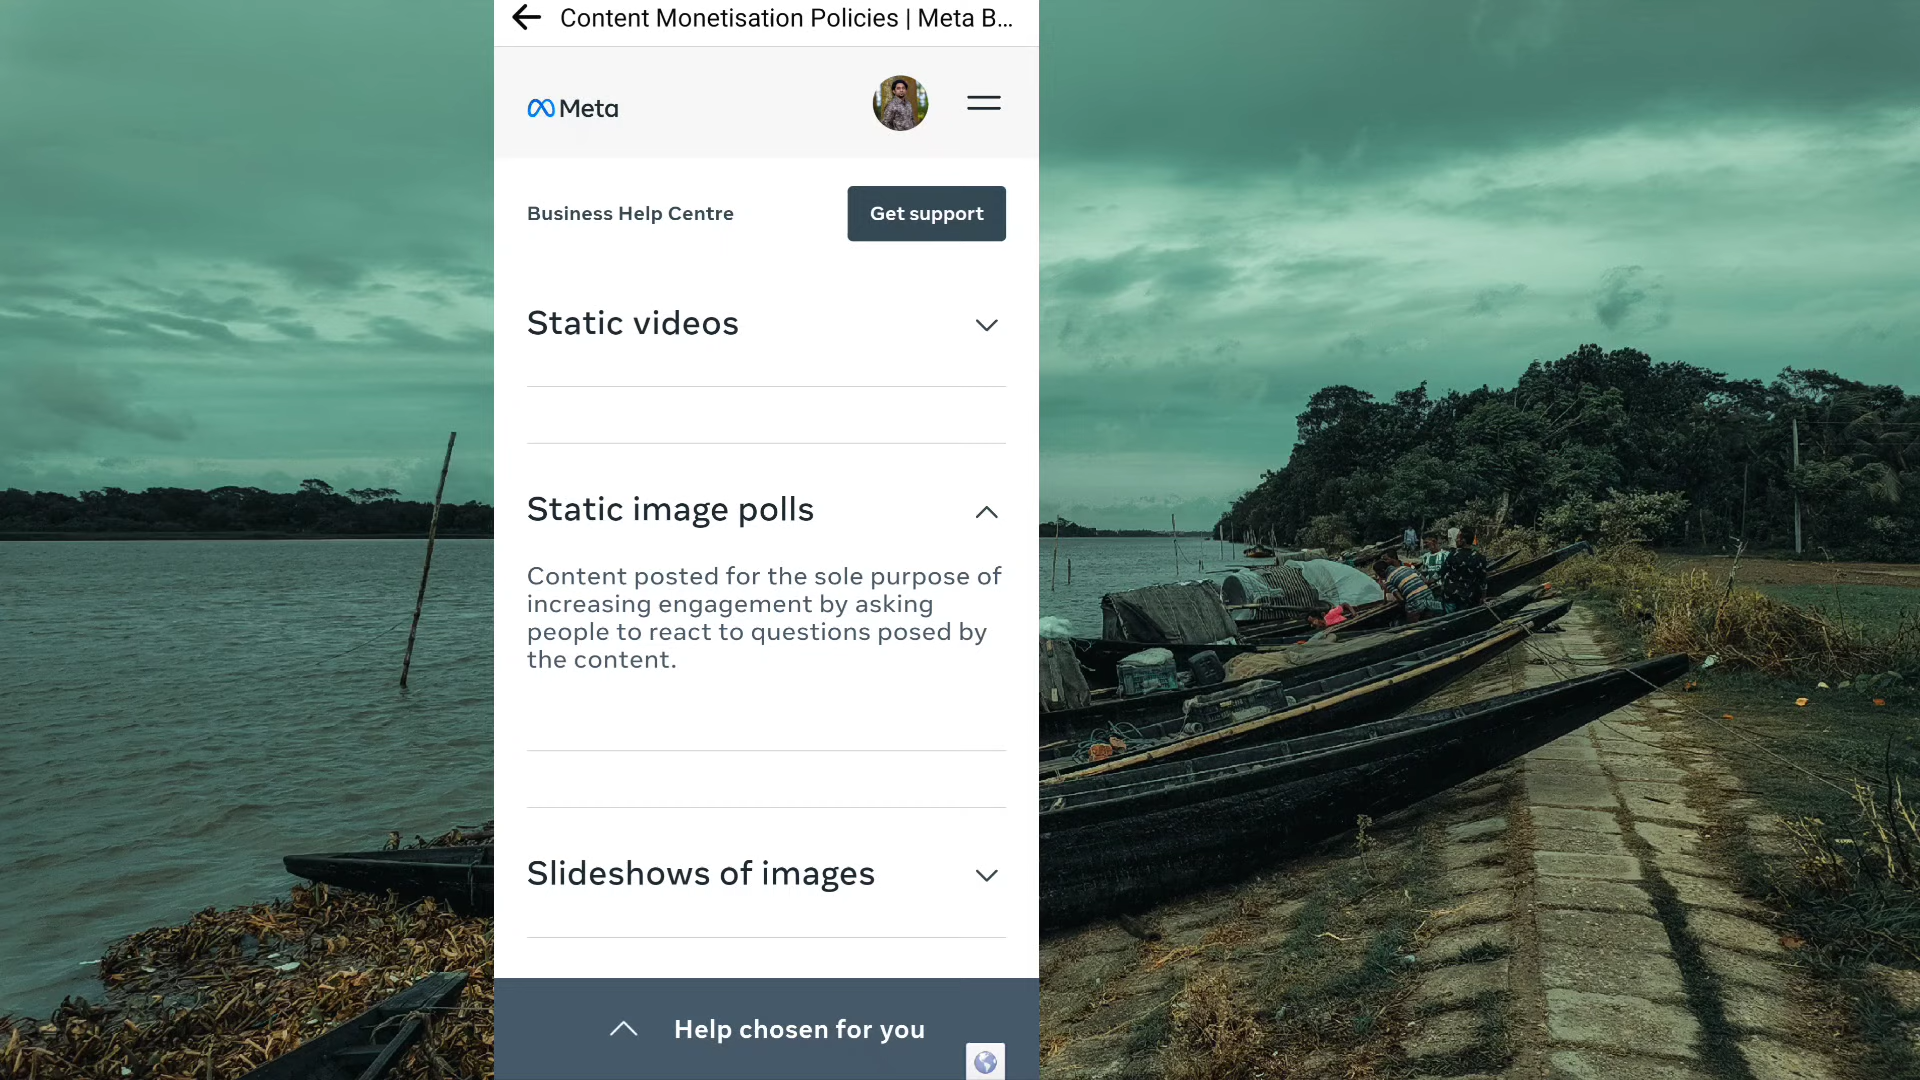 Content Monetisation Policies | Meta B...
Meta
Business Help Centre
Get support
Static videos
Static image polls
Content posted for the sole purpose of
increasing engagement by asking
people to react to questions posed by
the content.
Slideshows of images
Help chosen for you